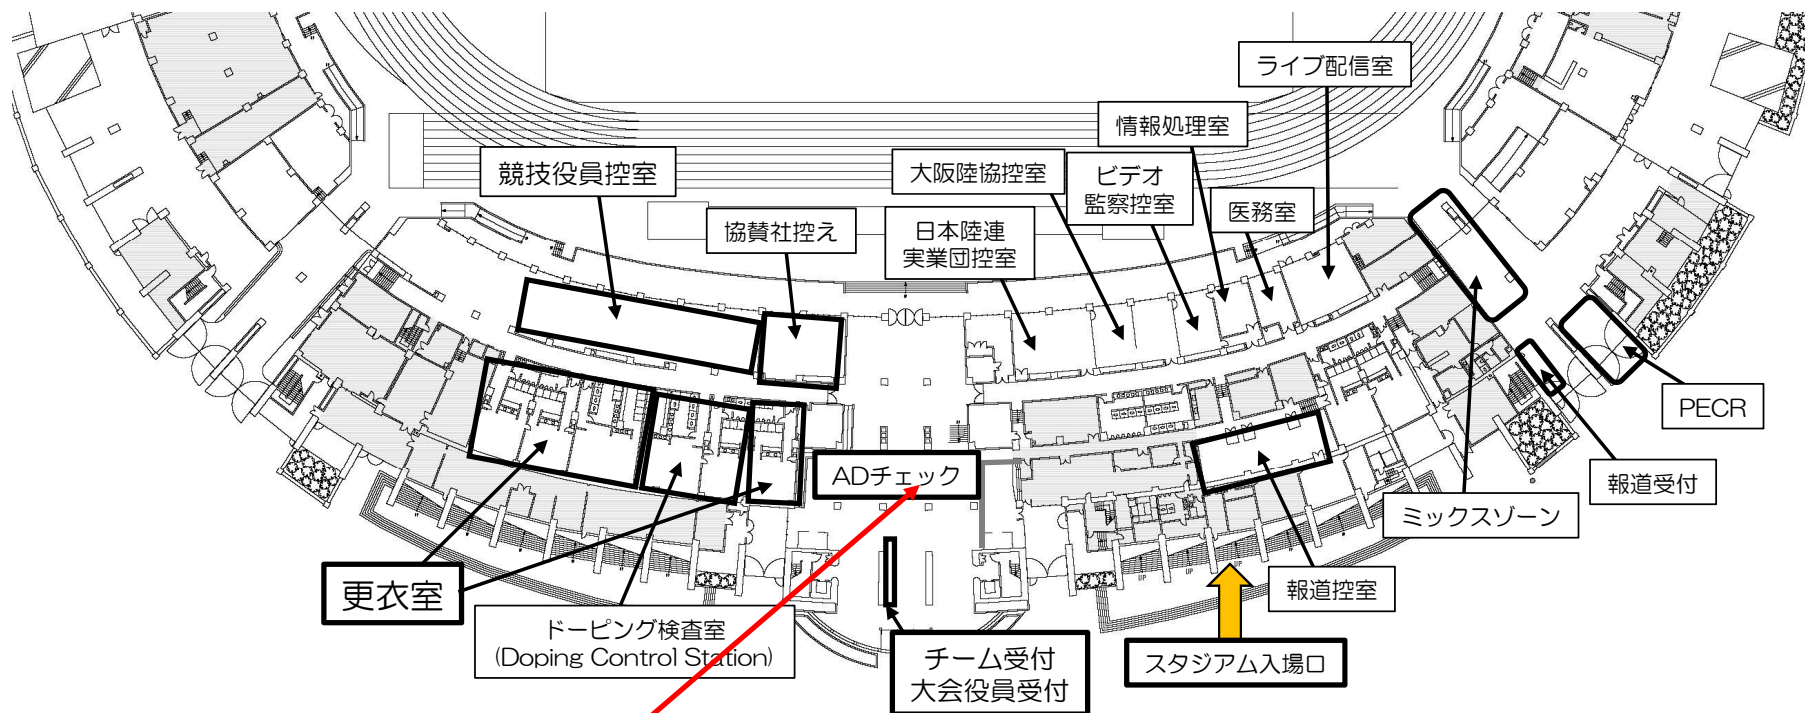 ライブ配信室
情報処理室
競技役員控室
大阪陸協控室
ビデオ
監察控室
医務室
協賛社控え
日本陸連
実業団控室
PECR
ADチェック
報道受付
ミックスゾーン
更衣室
報道控室
ドーピング検査室
(Doping Control Station)
チーム受付
大会役員受付
スタジアム入場口
UP
UP
UP
UP